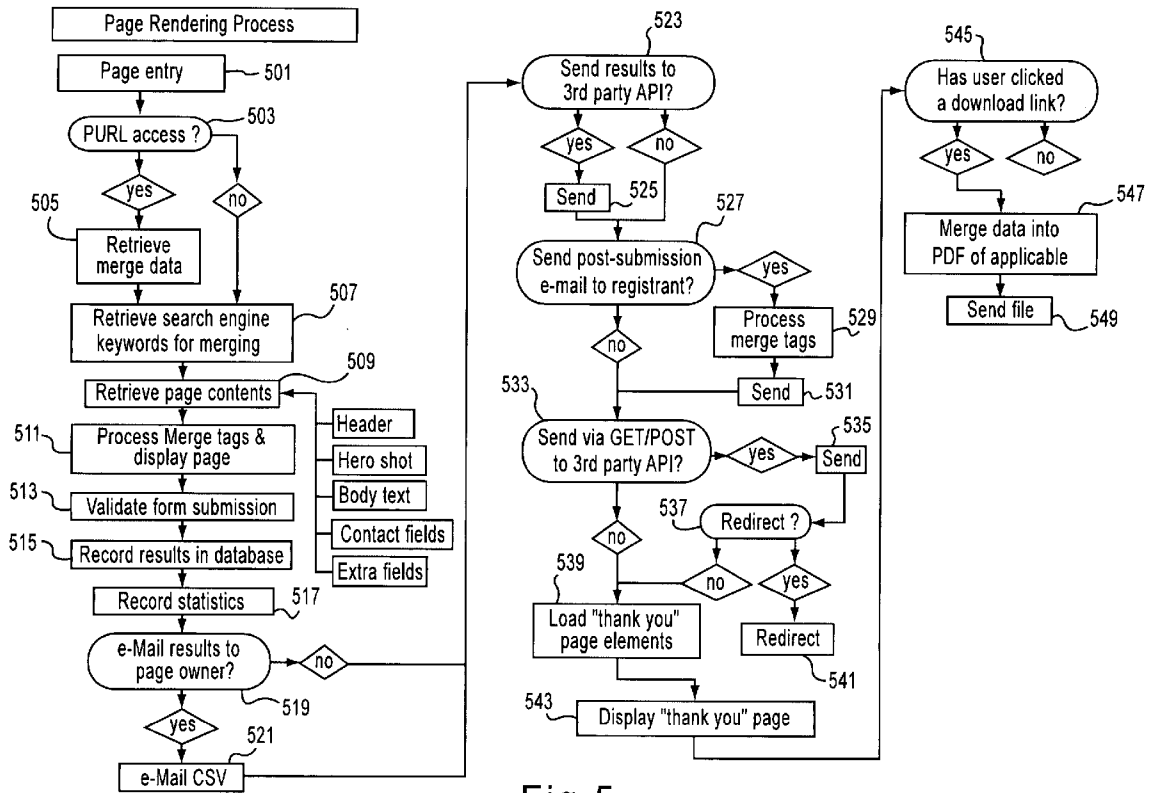 Page Rendering Process
Page entry
501
PURL access ?
503
yes
no
505
Retrieve
merge data
507
Retrieve search engine
keywords for merging
509
Retrieve page contents
Header
Hero shot
Body text
Contact fields
Extra fields
511
Process Merge tags &
display page
513
Validate form submission
515
Record results in database
Record statistics
517
e-Mail results to
page owner?
no
519
yes
521
e-Mail CSV
523
Send results to
3rd party API?
yes
no
Send
525
527
Send post-submission
e-mail to registrant?
yes
no
Process
merge tags
529
Send
531
533
Send via GET/POST
to 3rd party API?
yes
535
Send
no
537
Redirect ?
no
yes
539
Load "thank you"
page elements
Redirect
541
543
Display "thank you" page
545
Has user clicked
a download link?
yes
no
547
Merge data into
PDF of applicable
Send file
549
Fig 5